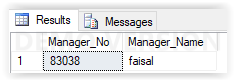 Results Messages
Manager_No Manager_Name
1 83038 faisal